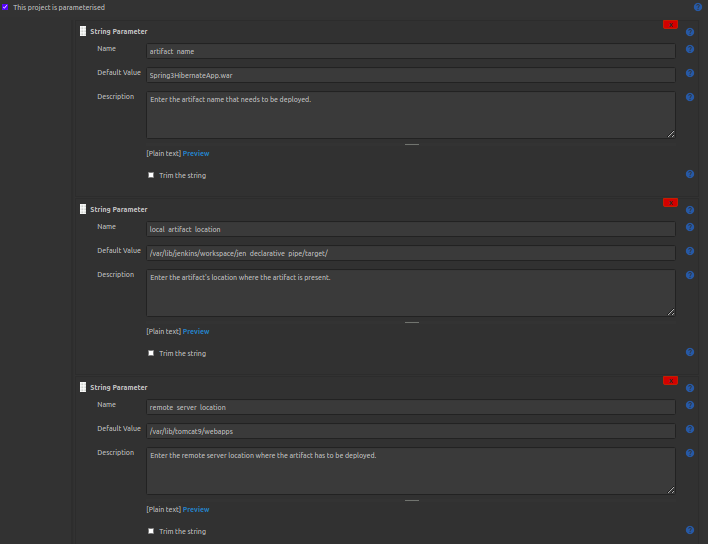 This project is parameterised
String Parameter
Name
artifact_name
Default Value
Spring3HibernateApp.war
Description
Enter the artifact name that needs to be deployed.
[Plain text] Preview
Trim the string
String Parameter
Name
local_artifact_location
Default Value
/var/lib/jenkins/workspace/jen_declarative_pipe/target/
Description
Enter the artifact's location where the artifact is present.
[Plain text] Preview
Trim the string
String Parameter
Name
remote_server_location
Default Value
/var/lib/tomcat9/webapps
Description
Enter the remote server location where the artifact has to be deployed.
[Plain text] Preview
Trim the string